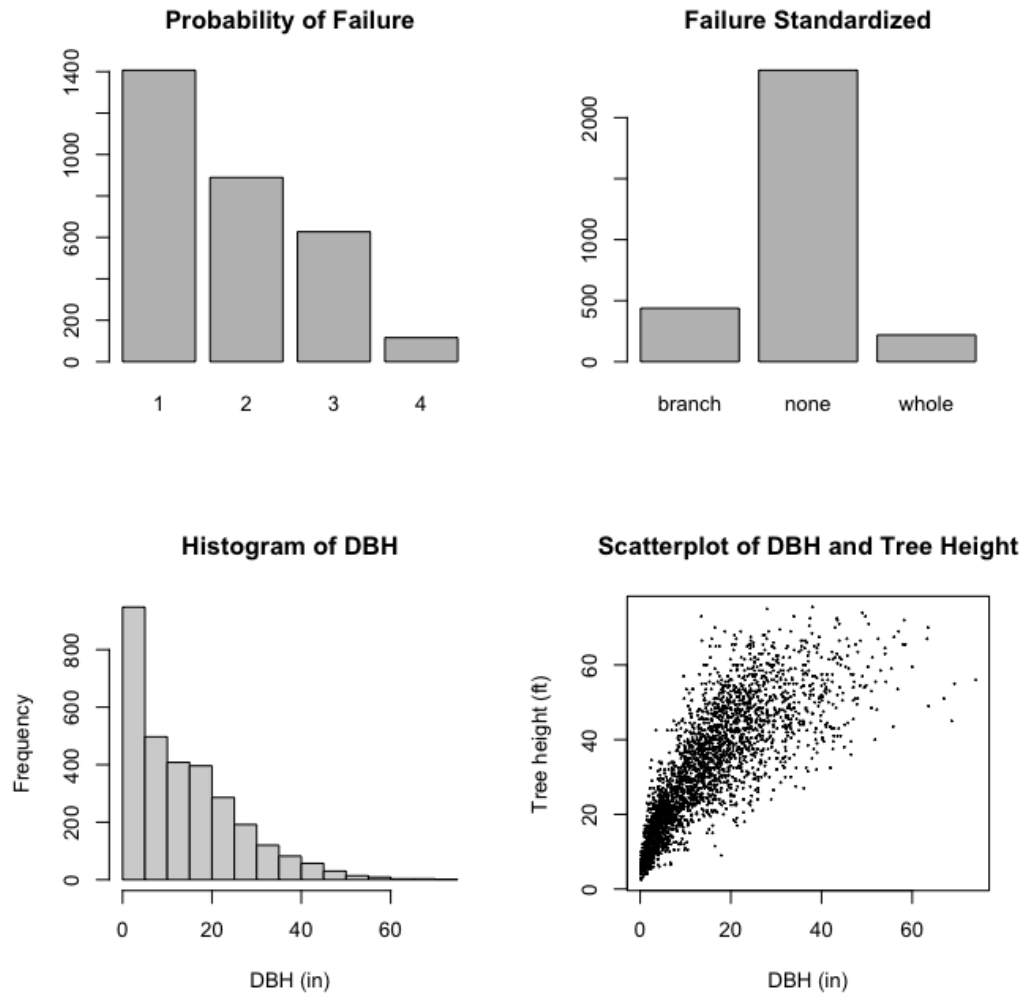 Probability of Failure
1400
1000
600
200
0
1 2 3 4
Failure Standardized
2000
1000
500
0
branch none whole
Histogram of DBH
Frequency
800
600
400
200
0
0 20 40 60
DBH (in)
Scatterplot of DBH and Tree Height
Tree height (ft)
60
40
20
0
0 20 40 60
DBH (in)